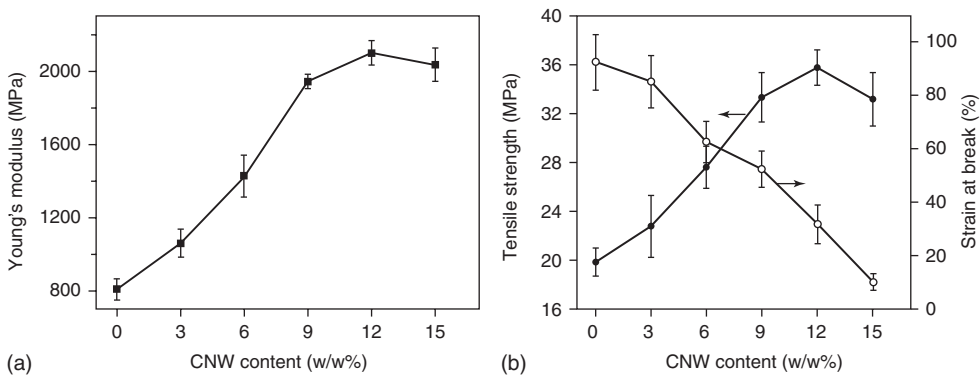 Young's modulus (MPa)
2000
1600
1200
800
0 3 6 9 12 15
CNW content (w/w%)
(a)
Tensile strength (MPa)
40
36
32
28
24
20
16
0 3 6 9 12 15
CNW content (w/w%)
100
80
60
40
20
0
Strain at break (%)
(b)